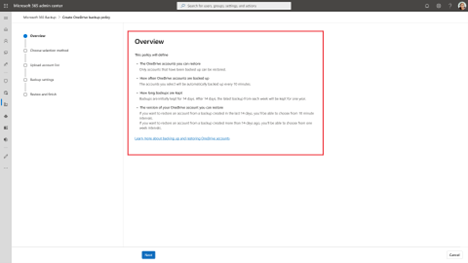 Microsoft 365 admin center
Search for users, groups, settings, and actions
Microsoft 365 Backup > Create OneDrive backup policy
Overview
Choose selection method
Upload account list
Backup settings
Review and finish
Overview
This policy will define
The OneDrive accounts you can restore
Only accounts that have been backed up can be restored.
How often OneDrive accounts are backed up
The accounts you select will be automatically backed up every 10 minutes.
How long backups are kept
Backups are initially kept for 14 days. After 14 days, the latest backup from each week will be kept for one year.
The version of your OneDrive account you can restore
If you want to restore an account from a backup created in the last 14 days, you'll be able to choose from 10 minute
intervals.
If you want to restore an account from a backup created more than 14 days ago, you'll be able to choose from one
week intervals.
Learn more about backing up and restoring OneDrive accounts
Next
Cancel